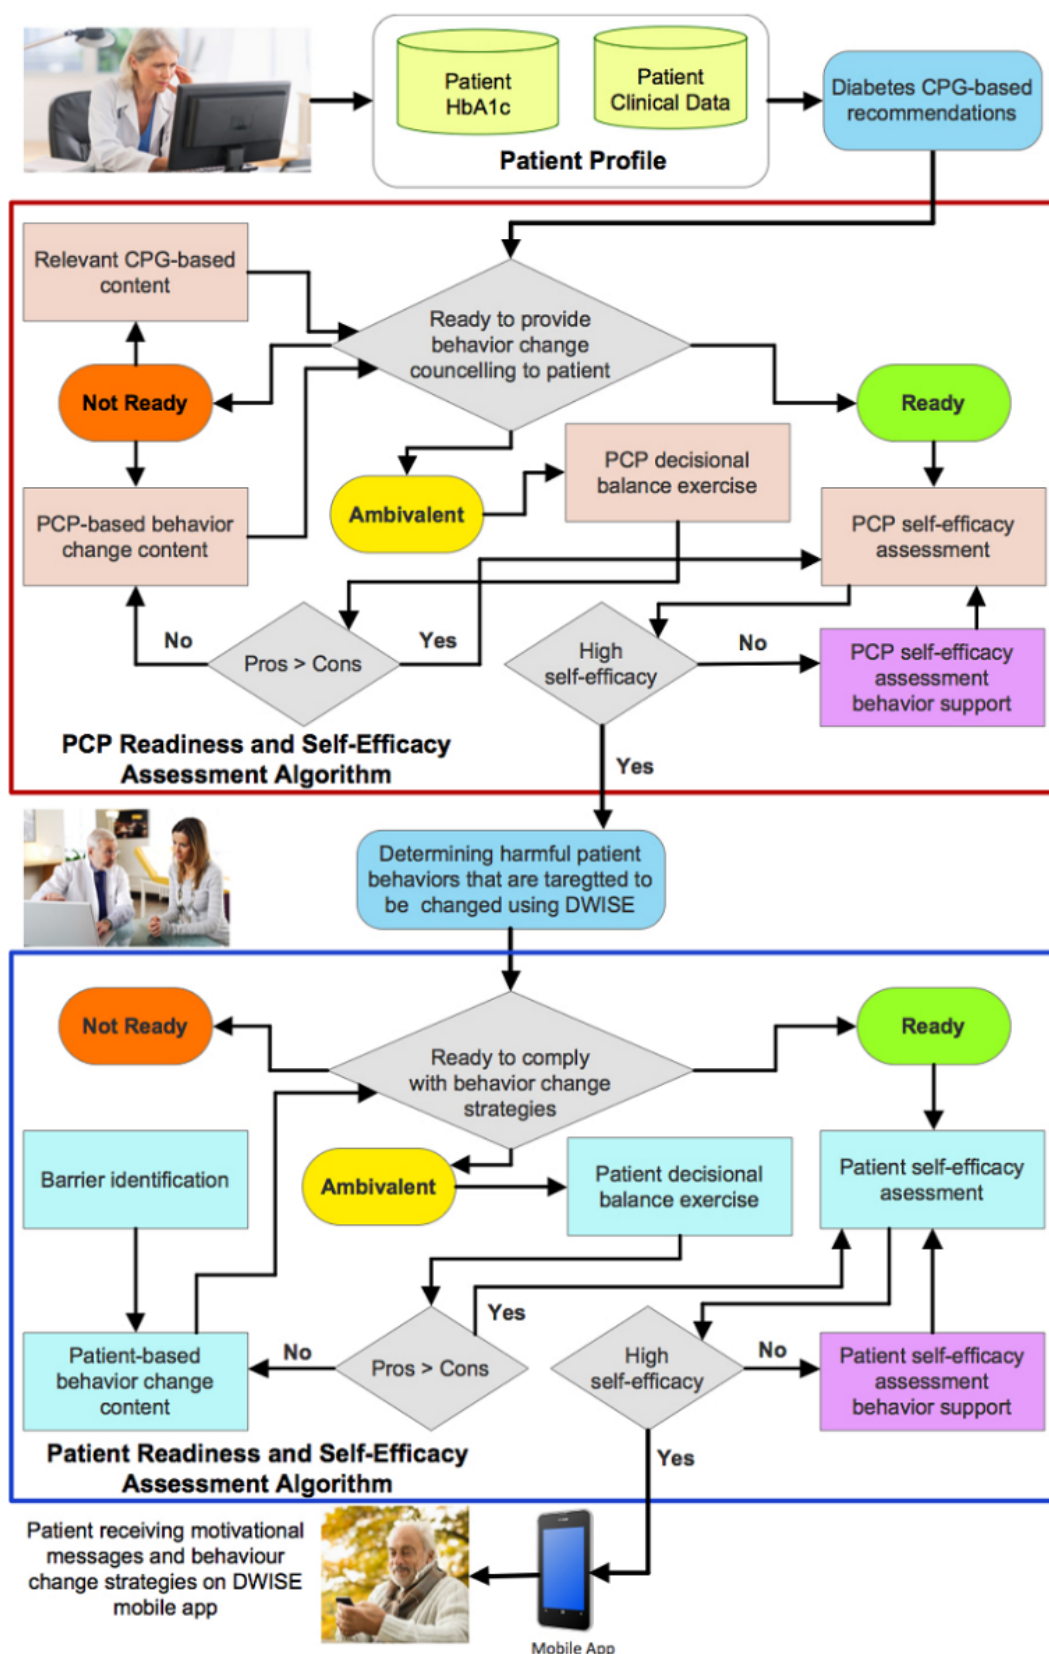 Patient
HbA1c
Patient
Clinical Data
Patient Profile
Diabetes CPG-based
recommendations
Relevant CPG-based
content
Ready to provide
behavior change
councelling to patient
Not Ready
Ready
Ambivalent
PCP decisional
balance exercise
PCP-based behavior
change content
PCP self-efficacy
assessment
No
Pros > Cons
Yes
High
self-efficacy
No
PCP self-efficacy
assessment
behavior support
PCP Readiness and Self-Efficacy
Assessment Algorithm
Yes
Determining harmful patient
behaviors that are taregtted to
be changed using DWISE
Not Ready
Ready
Ready to comply
with behavior change
strategies
Barrier identification
Ambivalent
Patient decisional
balance exercise
Patient self-efficacy
asessment
Yes
Patient-based
behavior change
content
No
Pros > Cons
High
self-efficacy
No
Patient self-efficacy
assessment
behavior support
Patient Readiness and Self-Efficacy
Assessment Algorithm
Yes
Patient receiving motivational
messages and behaviour
change strategies on DWISE
mobile app
Mobile App